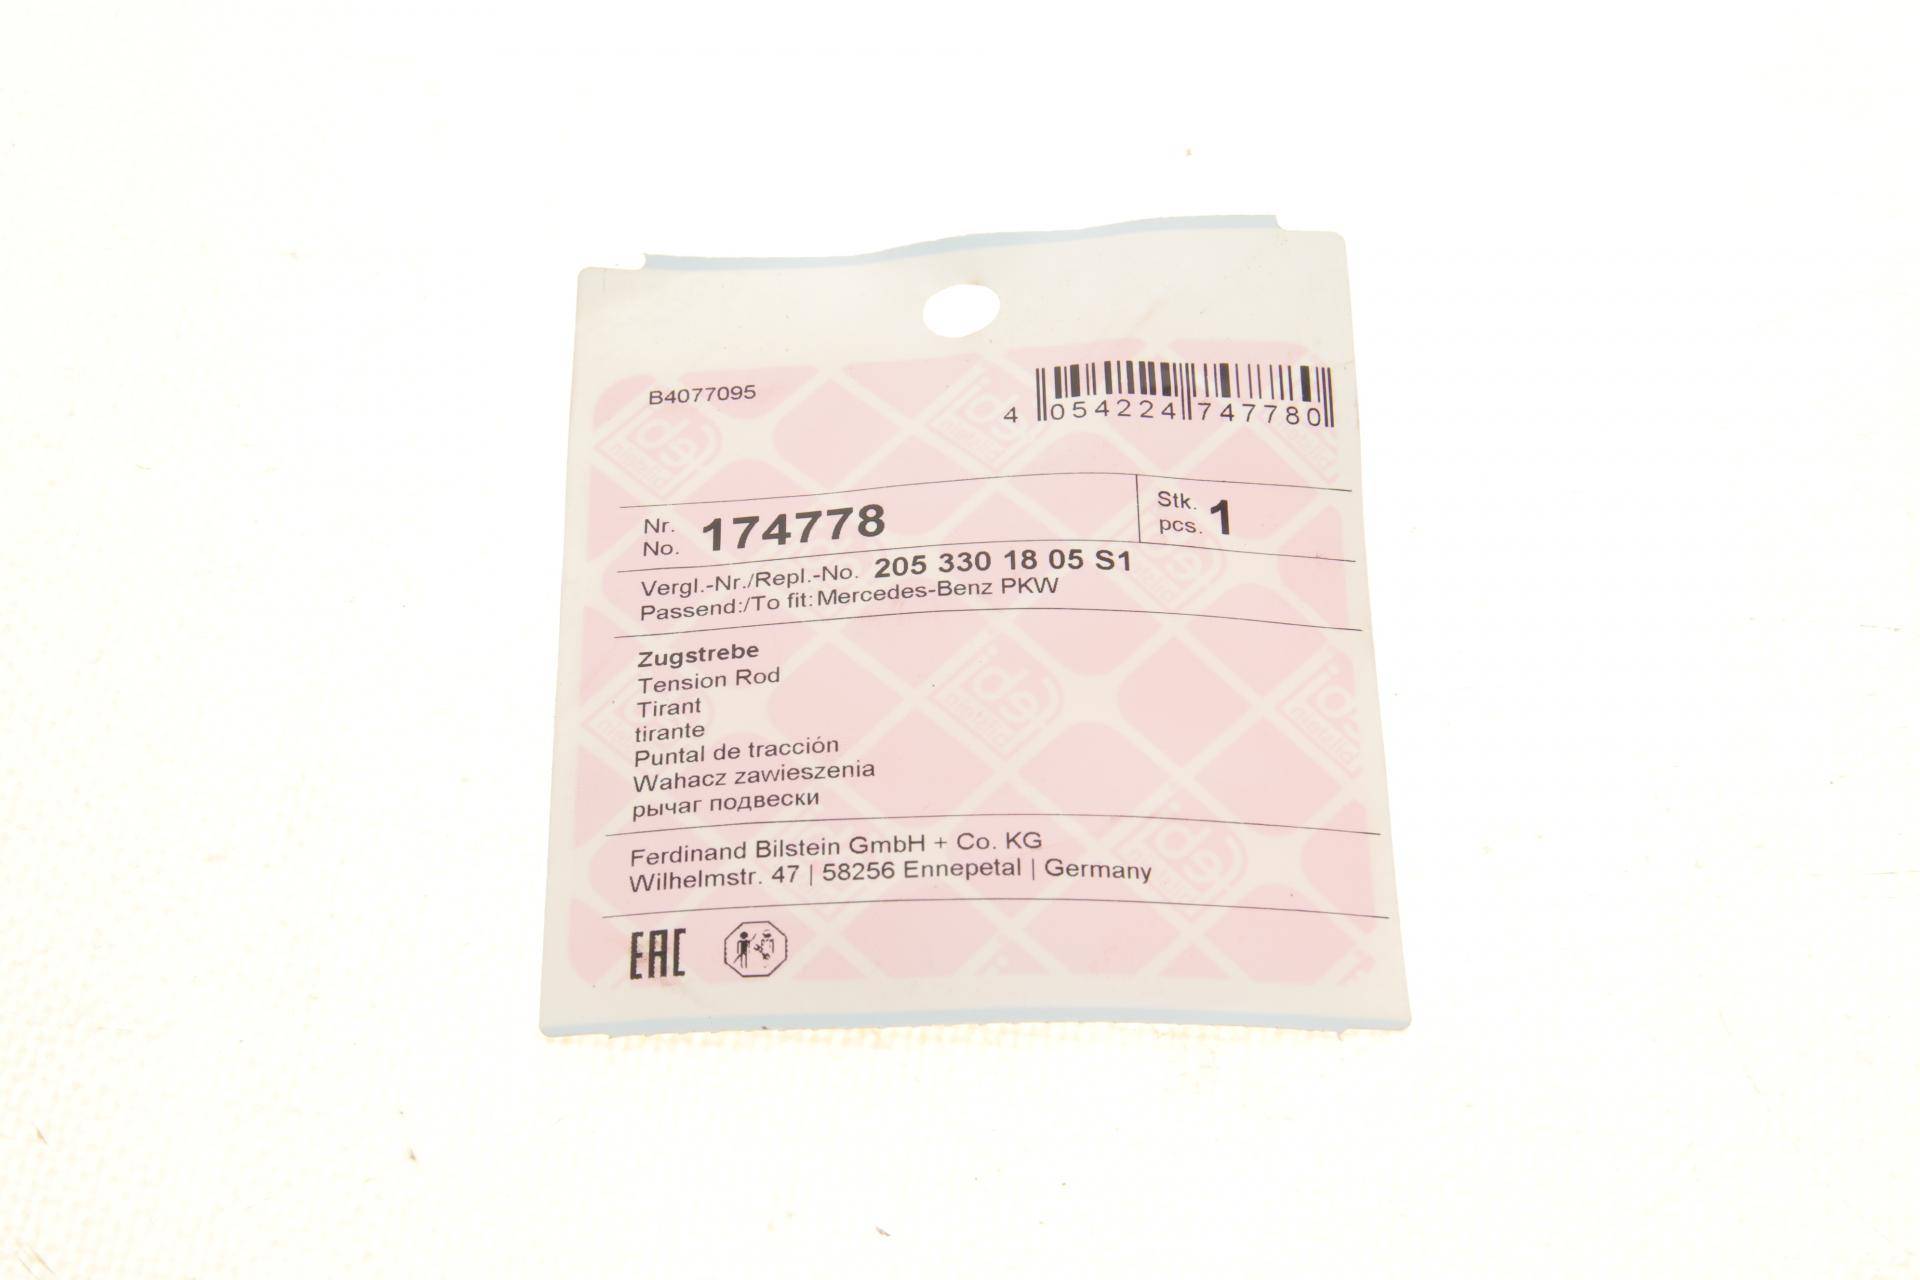 B4077095
4 054224 747780
Nr. No. 174778
Stk. pcs. 1
Vergl.-Nr./Repl.-No. 205 330 18 05 S1
Passend:/To fit: Mercedes-Benz PKW
Zugstrebe
Tension Rod
Tirant
tirante
Puntal de tracción
Wahacz zawieszenia
рычаг подвески
Ferdinand Bilstein GmbH + Co. KG
Wilhelmstr. 47 | 58256 Ennepetal | Germany
EAC